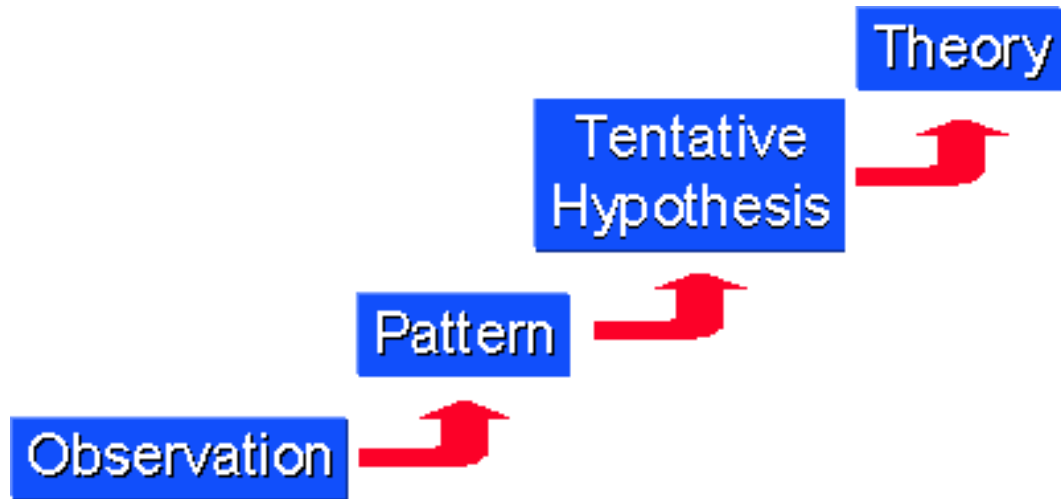 Theory
Tentative
Hypothesis
Pattern
Observation